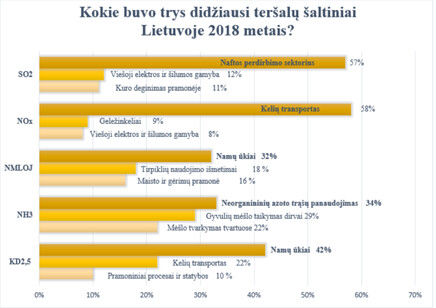 Kokie buvo trys didžiausi teršalų šaltiniai
Lietuvoje 2018 metais?
SO2
Naftos perdirbimo sektorius 57%
Viešoji elektros ir šilumos gamyba 12%
Kuro deginimas pramonėje 11%
NOx
Kelių transportas 58%
Geležinkeliai 9%
Viešoji elektros ir šilumos gamyba 8%
NMLOJ
Namų ūkiai 32%
Tirpiklių naudojimo išmetimai 18 %
Maisto ir gėrimų pramonė 16 %
NH3
Neorganininių azoto trąšų panaudojimas 34%
Gyvulių mėšlo taikymas dirvai 29%
Mėšlo tvarkymas tvartuose 22%
KD2,5
Namų ūkiai 42%
Kelių transportas 22%
Pramoniniai procesai ir statybos 10 %
0% 10% 20% 30% 40% 50% 60% 70%